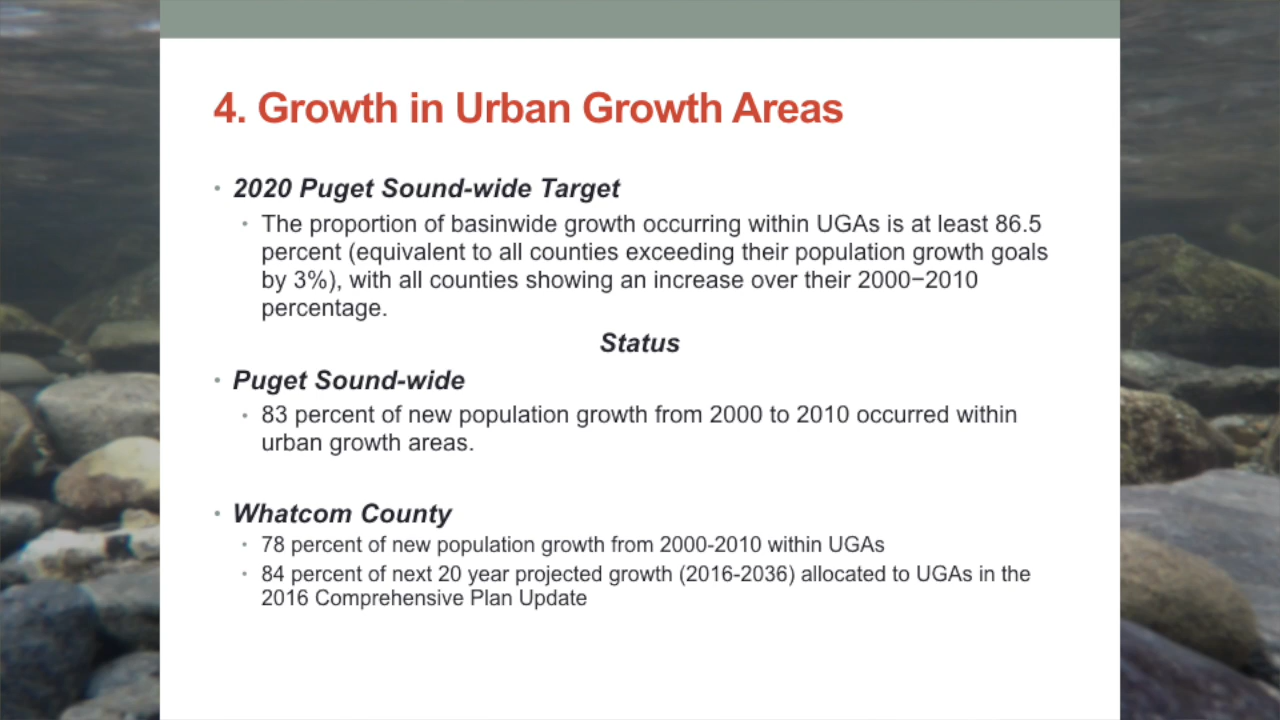 4. Growth in Urban Growth Areas
• 2020 Puget Sound-wide Target
• The proportion of basinwide growth occurring within UGAs is at least 86.5
percent (equivalent to all counties exceeding their population growth goals
by 3%), with all counties showing an increase over their 2000−2010
percentage.
Status
• Puget Sound-wide
• 83 percent of new population growth from 2000 to 2010 occurred within
urban growth areas.
• Whatcom County
• 78 percent of new population growth from 2000-2010 within UGAs
• 84 percent of next 20 year projected growth (2016-2036) allocated to UGAs in the
2016 Comprehensive Plan Update